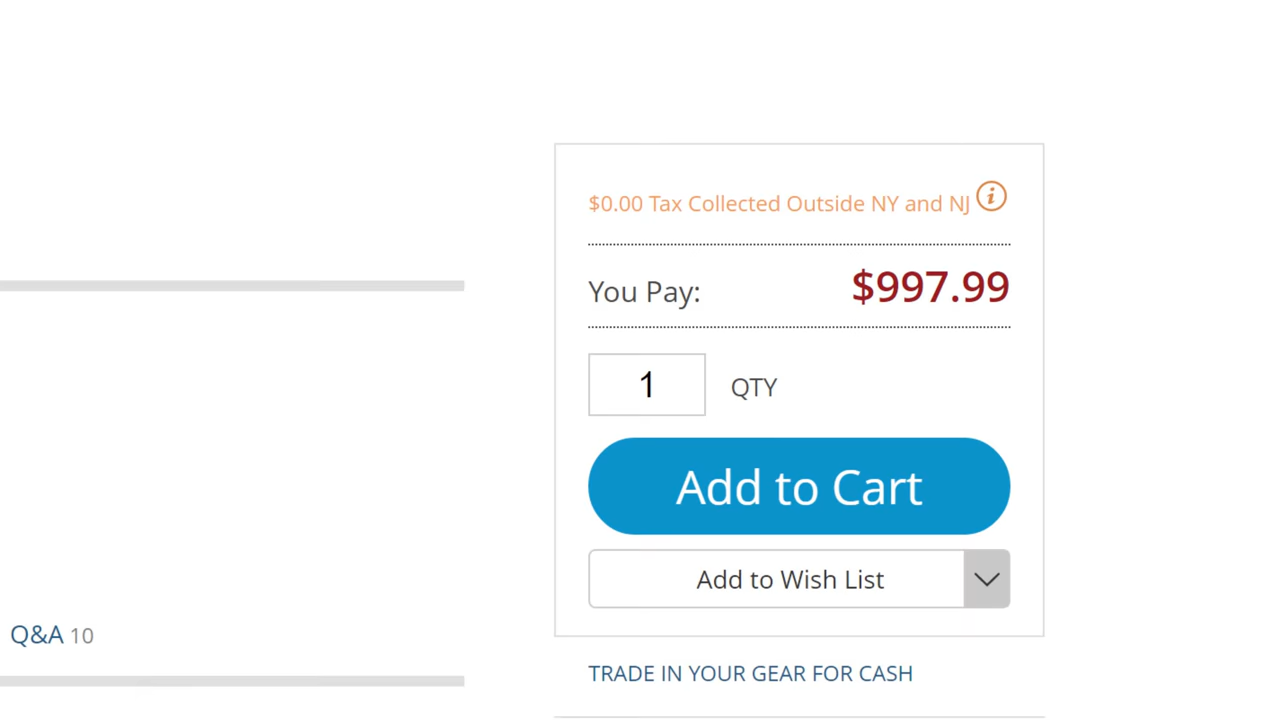 $0.00 Tax Collected Outside NY and NJ i
You Pay: $997.99
1 QTY
Add to Cart
Add to Wish List
Q&A 10
TRADE IN YOUR GEAR FOR CASH